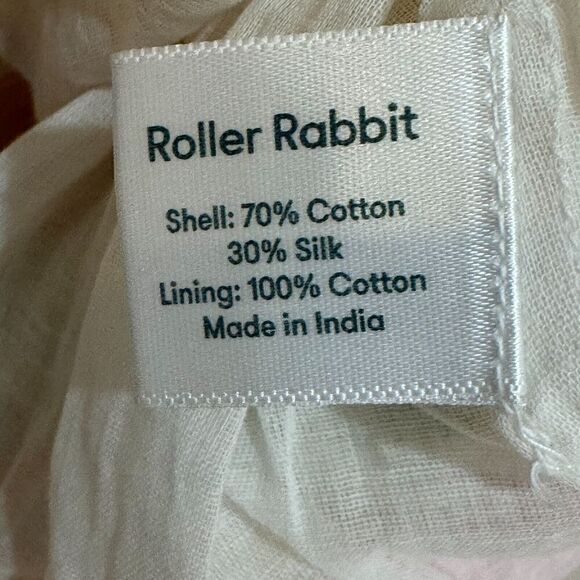 Roller Rabbit
Shell: 70% Cotton
30% Silk
Lining: 100% Cotton
Made in India